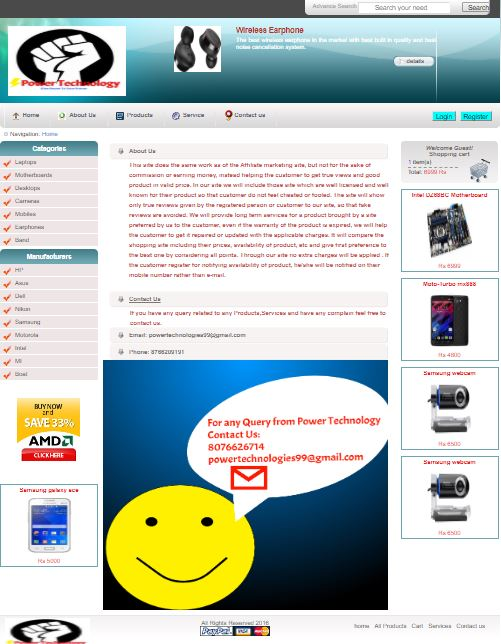 Advance Search
Search your need
Search
Power Technology
Wireless Earphone
The best wireless earphone in the market with best built in quality and best
noise cancellation system.
details
Home
About Us
Products
Service
Contact us
Login
Register
Navigation: Home
Categories
Laptops
Motherboards
Desktops
Cameras
Mobiles
Earphones
Band
Manufacturers
HP
Asus
Dell
Nikon
Samsung
Motorola
Intel
MI
Boat
BUY NOW
and
SAVE 33%
AMD
CLICK HERE
Samsung galaxy ace
Rs 5000
About Us
This site does the same work as of the Affiliate marketing site, but not for the sake of
commission or earning money, instead helping the customer to get true views and good
product in valid price. In our site we will include those site which are well licensed and well
known for their product so that customer do not feel cheated or fooled. The site will show
only true reviews given by the registered person or customer to our site, so that fake
reviews are avoided. We will provide long term services for a product brought by a site
preferred by us to the customer, even if the warranty of the product is expired, we will help
the customer to get it repaired or updated with the applicable charges. It will compare the
shopping site including their prices, availability of product, etc and give first preference to
the best one by considering all points. Through our site no extra charges will be applied . If
the customer register for notifying availability of product, he/she will be notified on their
mobile number rather than e-mail.
Contact Us
If you have any query related to any Products,Services and have any complain feel free to
contact us.
Email: powertechnologies99@gmail.com
Phone: 8766209191
For any Query from Power Technology
Contact Us:
8076626714
powertechnologies99@gmail.com
Welcome Guest!
Shopping cart
1 item(s)
Total: 6999 Rs
Intel DZ68BC Motherboard
Rs 6999
Moto-Turbo mx888
Rs 4800
Samsung webcam
Rs 6500
Samsung webcam
Rs 6500
All Rights Reserved 2016
PayPal
VISA
home
All Products
Cart
Services
Contact us